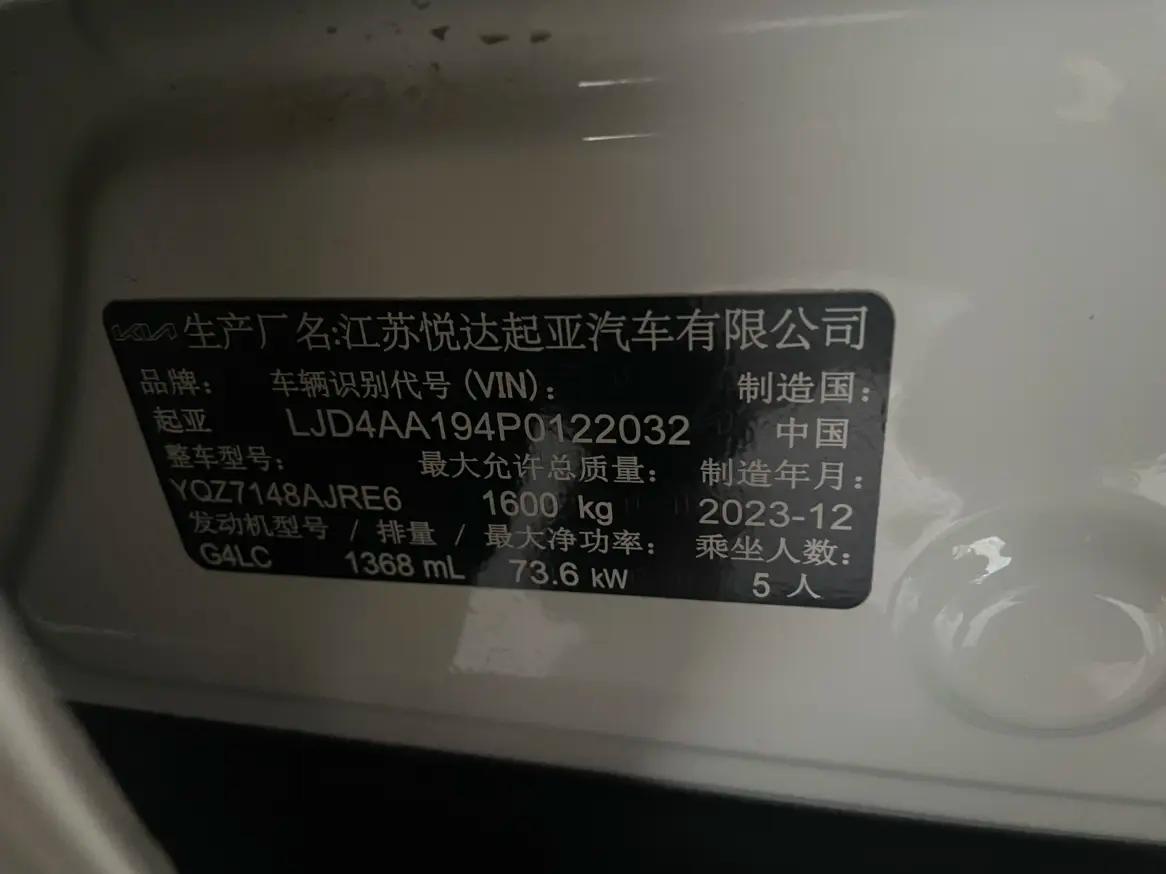 KIA 生产厂名:江苏悦达起亚汽车有限公司
品牌: 车辆识别代号(VIN): 制造国:
起亚 LJD4AA194P0122032 中国
整车型号: 最大允许总质量: 制造年月:
YQZ7148AJRE6 1600 kg 2023-12
发动机型号 / 排量 / 最大净功率: 乘坐人数:
G4LC 1368 mL 73.6 kW 5 人